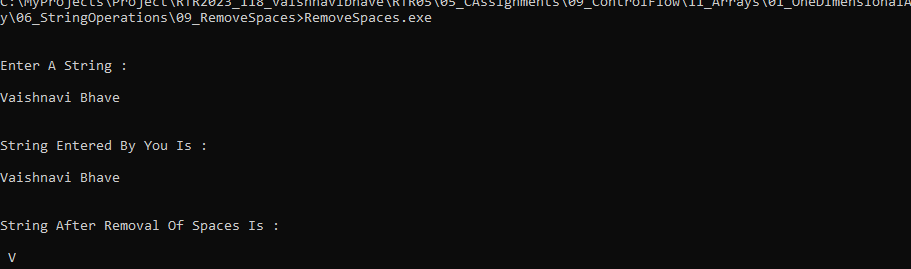 C:\MyProjects\Project\RTR2023_118_VaishnaviBhave\RTR05\05_CAssignments\09_ControlFlow\11_Arrays\01_OneDimensionalA
y\06_StringOperations\09_RemoveSpaces>RemoveSpaces.exe
Enter A String :
Vaishnavi Bhave
String Entered By You Is :
Vaishnavi Bhave
String After Removal Of Spaces Is :
V